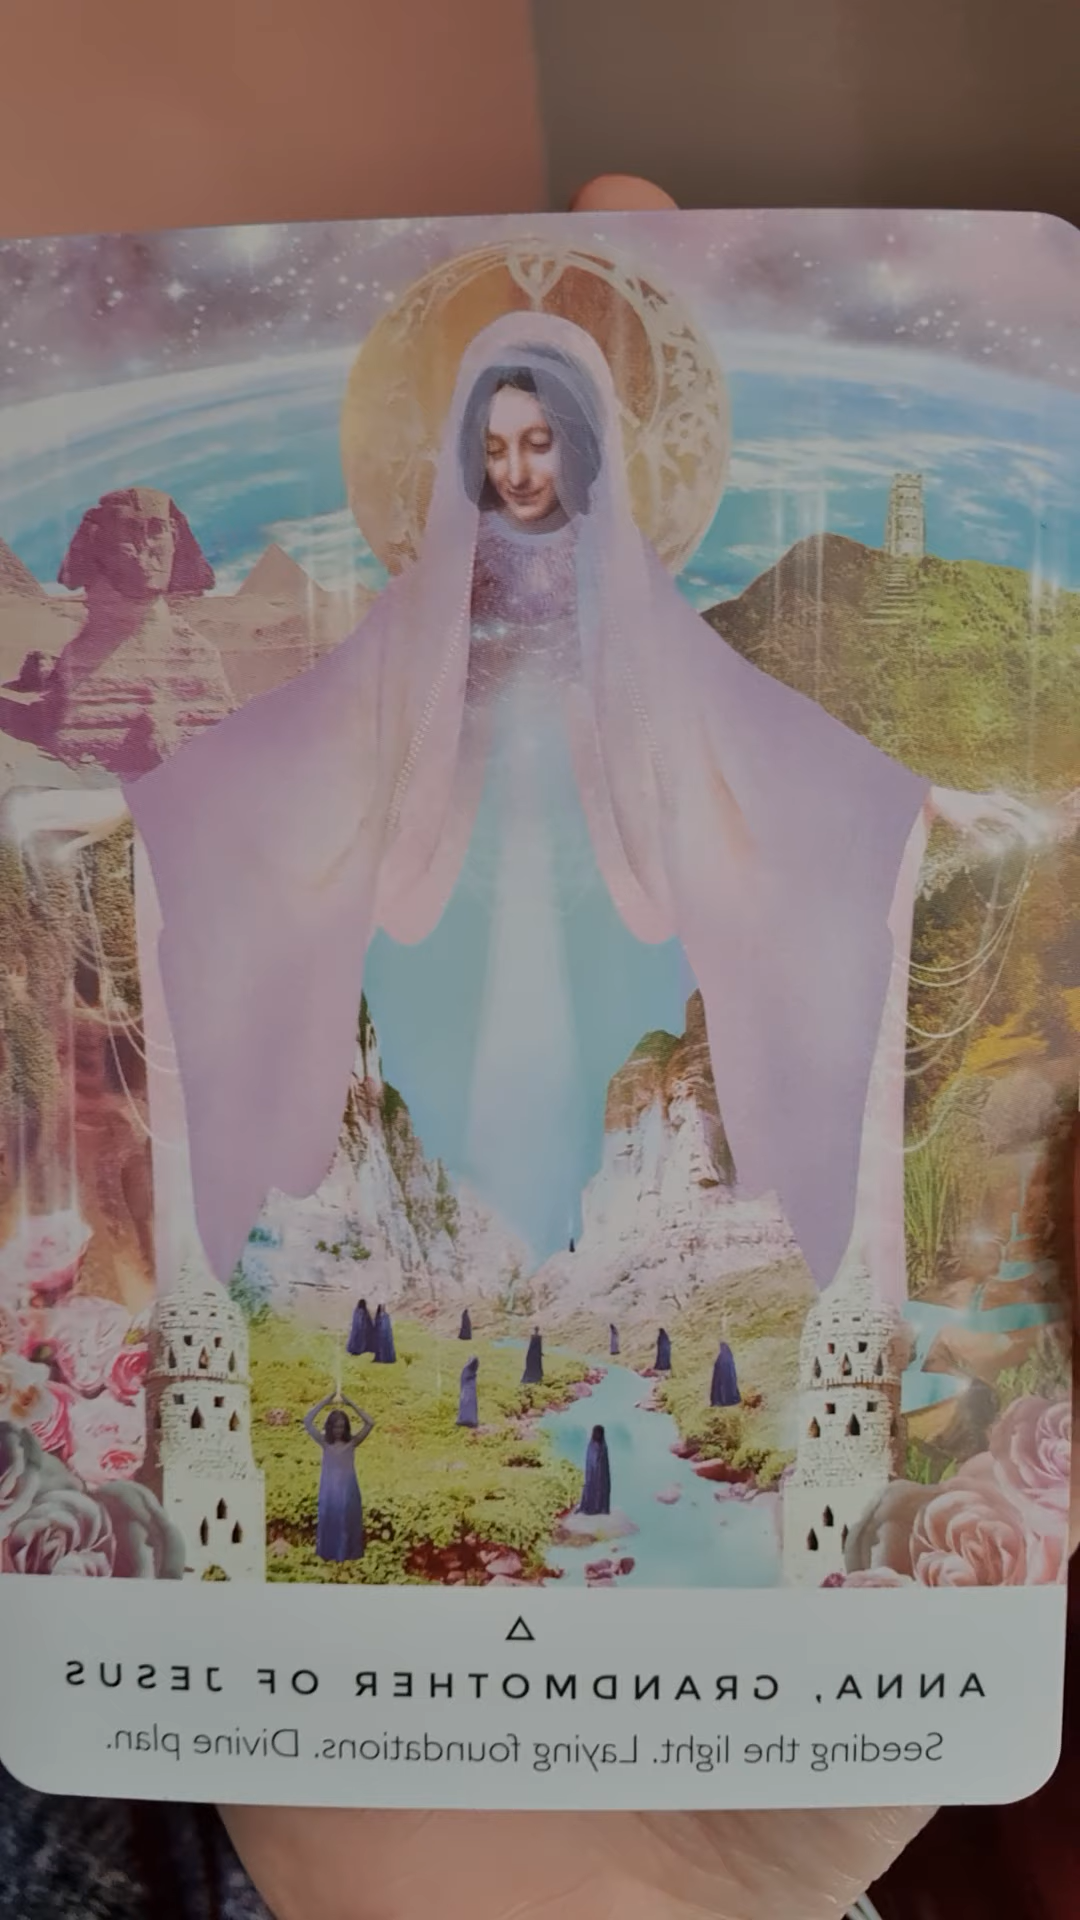 ANNA, GRANDMOTHER OF JESUS
Seeding the light. Laying foundations. Divine plan.